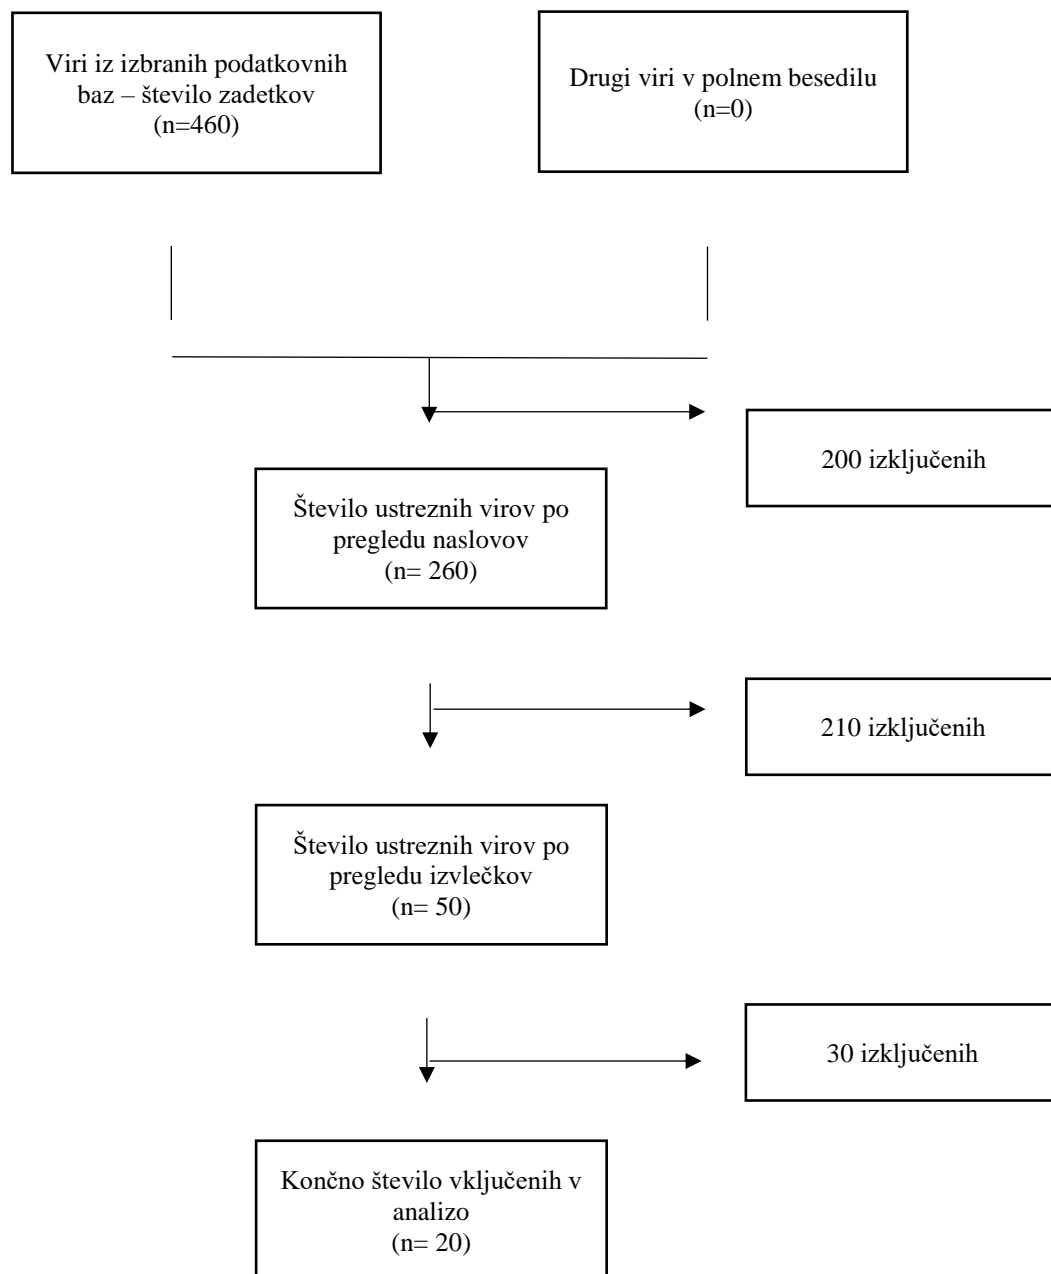 Viri iz izbranih podatkovnih
baz – število zadetkov
(n=460)
Drugi viri v polnem besedilu
(n=0)
200 izključenih
Število ustreznih virov po
pregledu naslovov
(n= 260)
210 izključenih
Število ustreznih virov po
pregledu izvlečkov
(n= 50)
30 izključenih
Končno število vključenih v
analizo
(n= 20)